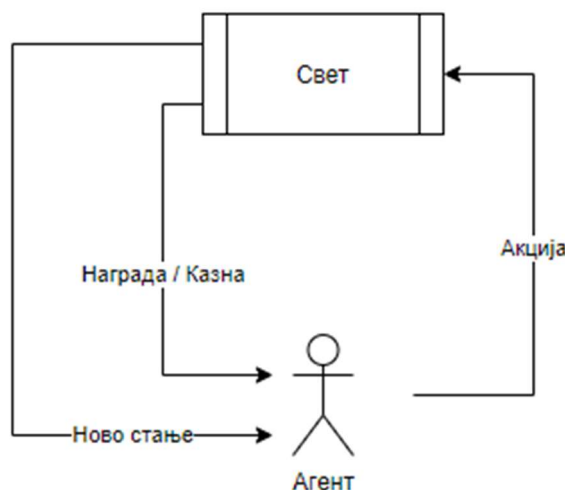 Свет
Акција
Награда / Казна
Ново стање
Агент